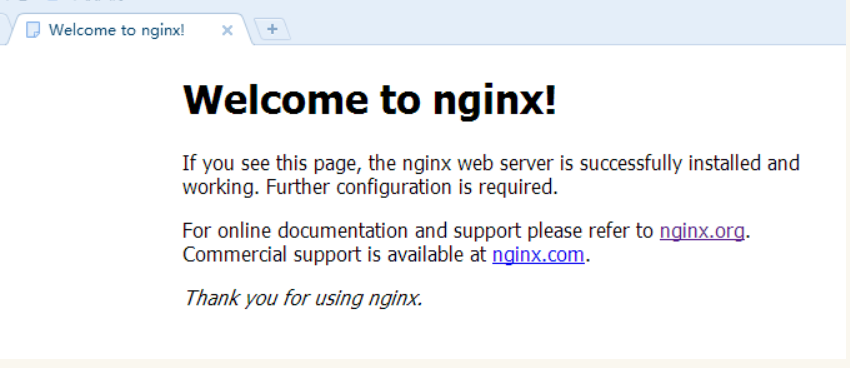 Welcome to nginx!
Welcome to nginx!
If you see this page, the nginx web server is successfully installed and
working. Further configuration is required.
For online documentation and support please refer to nginx.org.
Commercial support is available at nginx.com.
Thank you for using nginx.